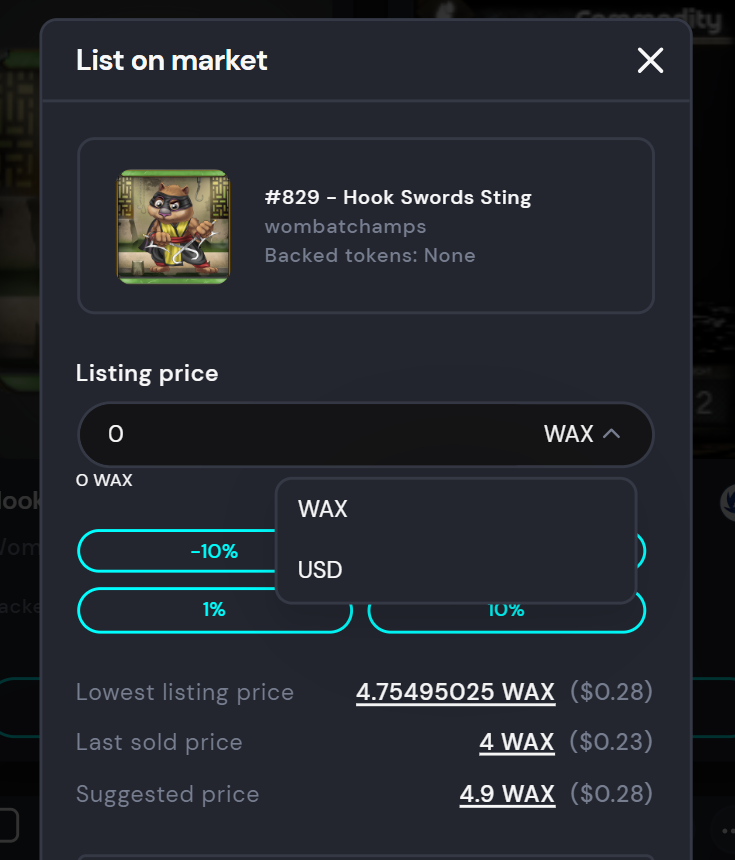 Commodity
List on market
#829 - Hook Swords Sting
wombatchamps
Backed tokens: None
Listing price
0 WAX
0 WAX
WAX
-10%
USD
1% 10%
2
Lowest listing price 4.75495025 WAX ($0.28)
Last sold price 4 WAX ($0.23)
Suggested price 4.9 WAX ($0.28)